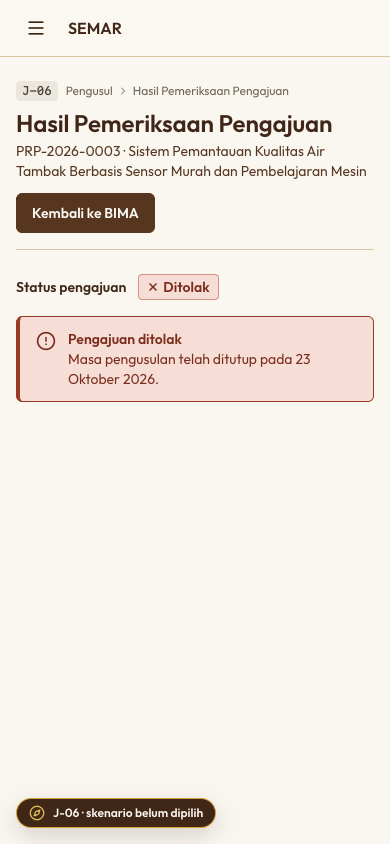 SEMAR
J-06 Pengusul > Hasil Pemeriksaan Pengajuan
Hasil Pemeriksaan Pengajuan
PRP-2026-0003 · Sistem Pemantauan Kualitas Air
Tambak Berbasis Sensor Murah dan Pembelajaran Mesin
Kembali ke BIMA
Status pengajuan × Ditolak
Pengajuan ditolak
Masa pengusulan telah ditutup pada 23
Oktober 2026.
J-06 · skenario belum dipilih